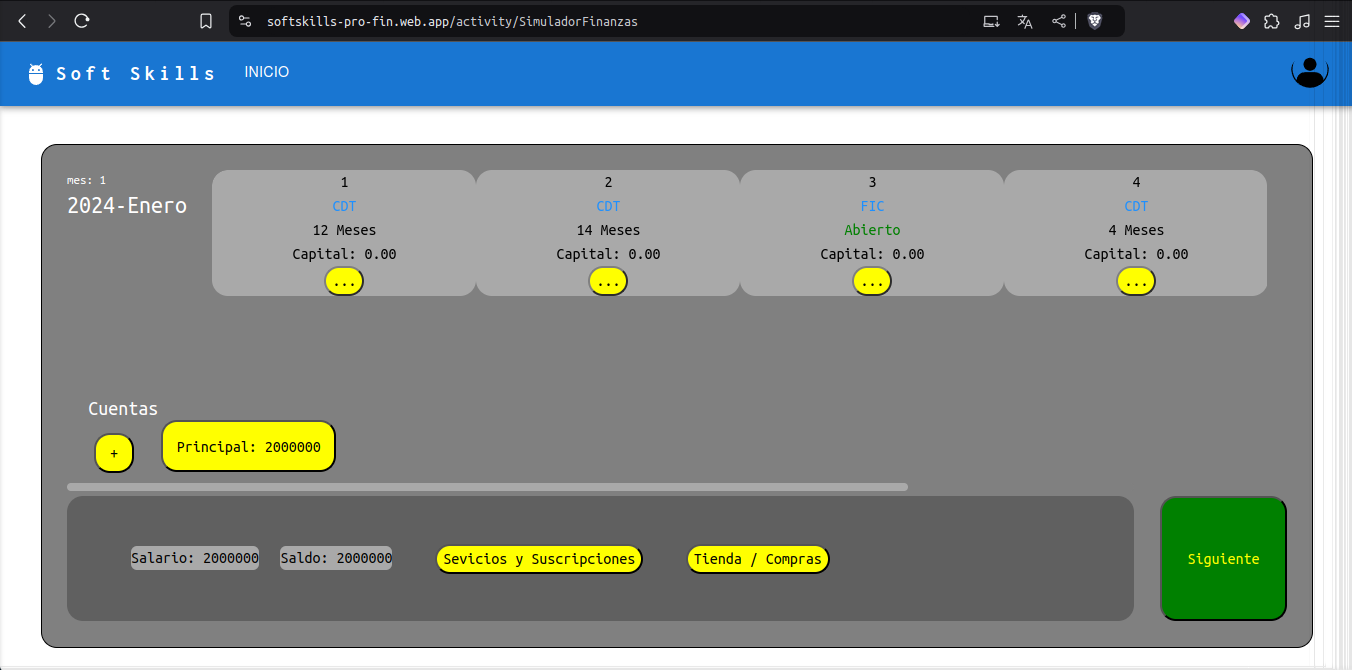 softskills-pro-fin.web.app/activity/SimuladorFinanzas
Soft Skills
INICIO
mes: 1
2024-Enero
1
CDT
12 Meses
Capital: 0.00
...
2
CDT
14 Meses
Capital: 0.00
...
3
FIC
Abierto
Capital: 0.00
...
4
CDT
4 Meses
Capital: 0.00
...
Cuentas
+
Principal: 2000000
Salario: 2000000
Saldo: 2000000
Sevicios y Suscripciones
Tienda / Compras
Siguiente